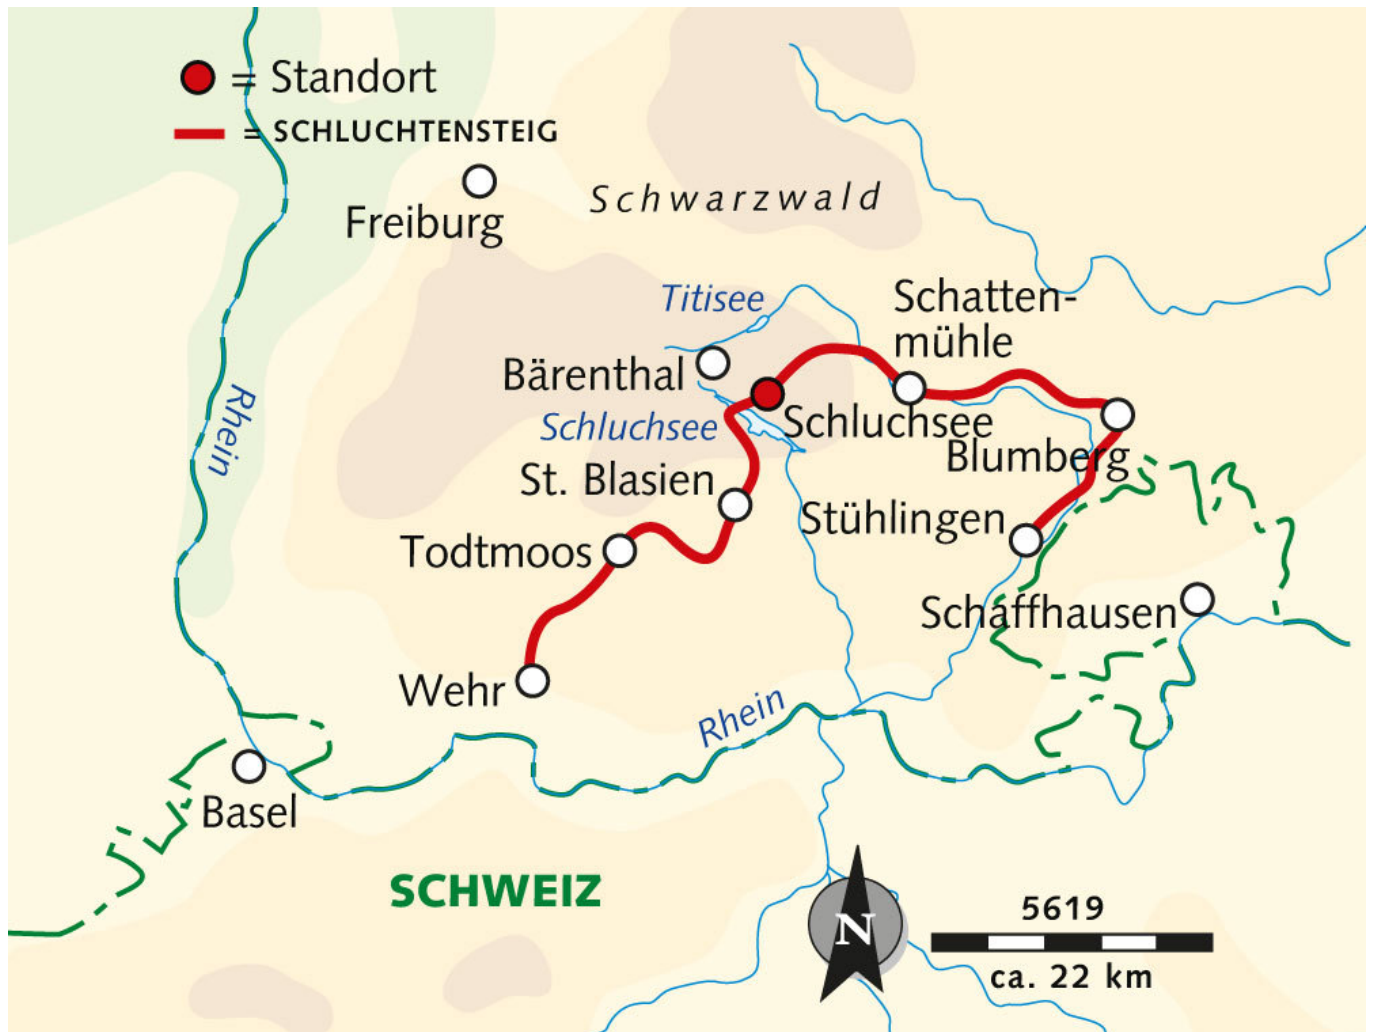 = Standort
= SCHLUCHTENSTEIG
Freiburg
Schwarzwald
Titisee
Schatten-
mühle
Bärenthal
Rhein
Schluchsee
Schluchsee
Blumberg
St. Blasien
Stühlingen
Todtmoos
Schaffhausen
Wehr
Rhein
Basel
SCHWEIZ
N
5619
ca. 22 km